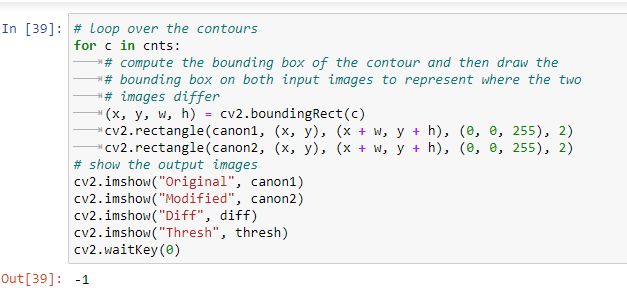 In [39]: # loop over the contours
for c in cnts:
# compute the bounding box of the contour and then draw the
# bounding box on both input images to represent where the two
# images differ
(x, y, w, h) = cv2.boundingRect(c)
cv2.rectangle(canon1, (x, y), (x + w, y + h), (0, 0, 255), 2)
cv2.rectangle(canon2, (x, y), (x + w, y + h), (0, 0, 255), 2)
# show the output images
cv2.imshow("Original", canon1)
cv2.imshow("Modified", canon2)
cv2.imshow("Diff", diff)
cv2.imshow("Thresh", thresh)
cv2.waitKey(0)
Out[39]: -1